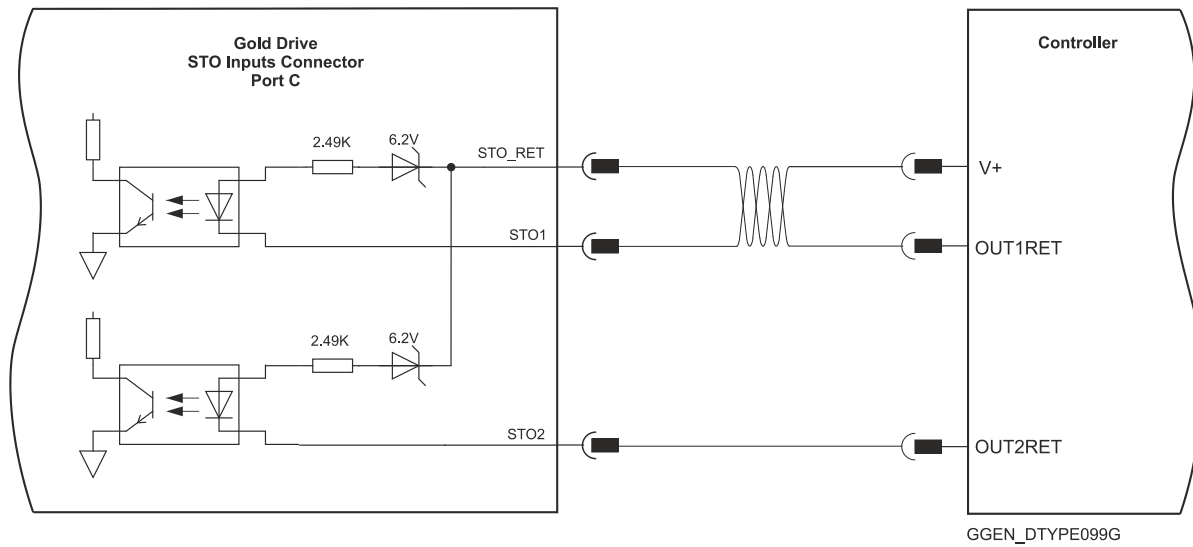 Gold Drive
STO Inputs Connector
Port C
Controller
2.49K
6.2V
STO_RET
V+
STO1
OUT1RET
2.49K
6.2V
STO2
OUT2RET
GGEN_DTYPE099G